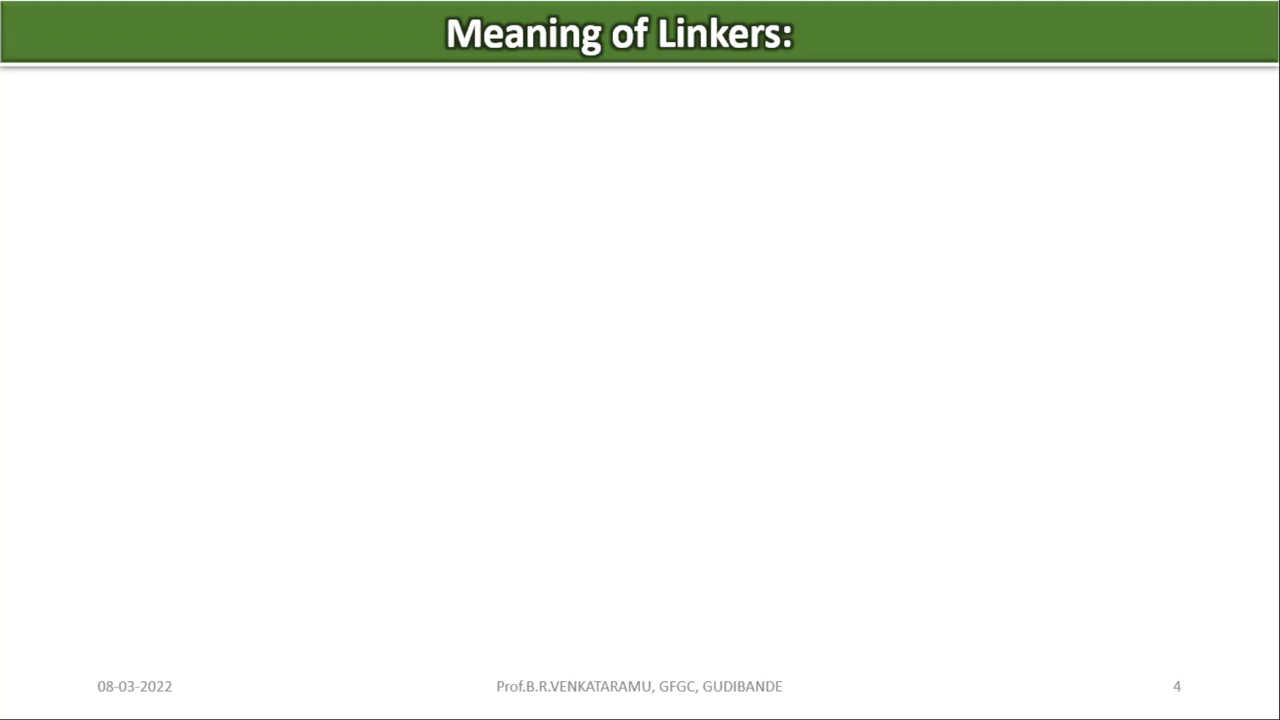 Meaning of Linkers:
08-03-2022
Prof.B.R.VENKATARAMU, GFGC, GUDIBANDE
4